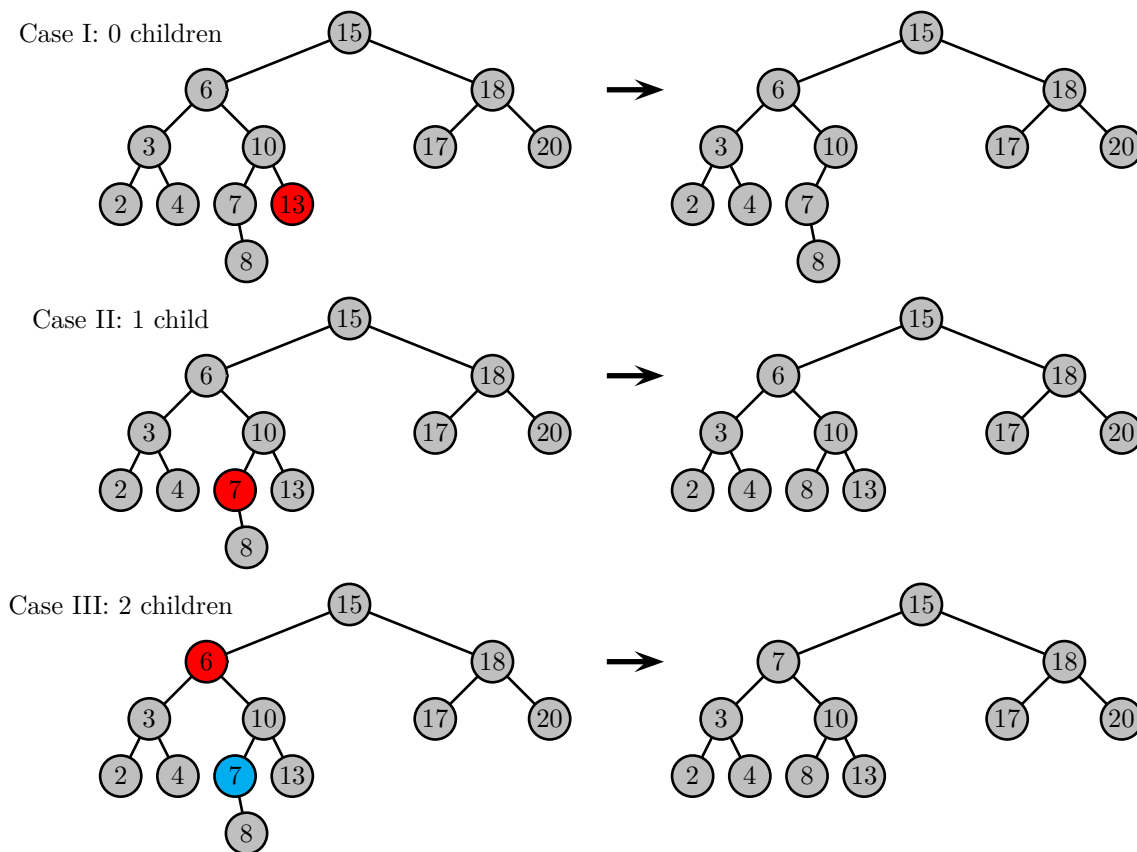 Case I: 0 children
15 15
6 18 6 18
3 10 17 20 3 10 17 20
2 4 7 13 2 4 7
8 8
Case II: 1 child
15 15
6 18 6 18
3 10 17 20 3 10 17 20
2 4 7 13 2 4 8 13
8
Case III: 2 children
15 15
6 18 7 18
3 10 17 20 3 10 17 20
2 4 7 13 2 4 8 13
8